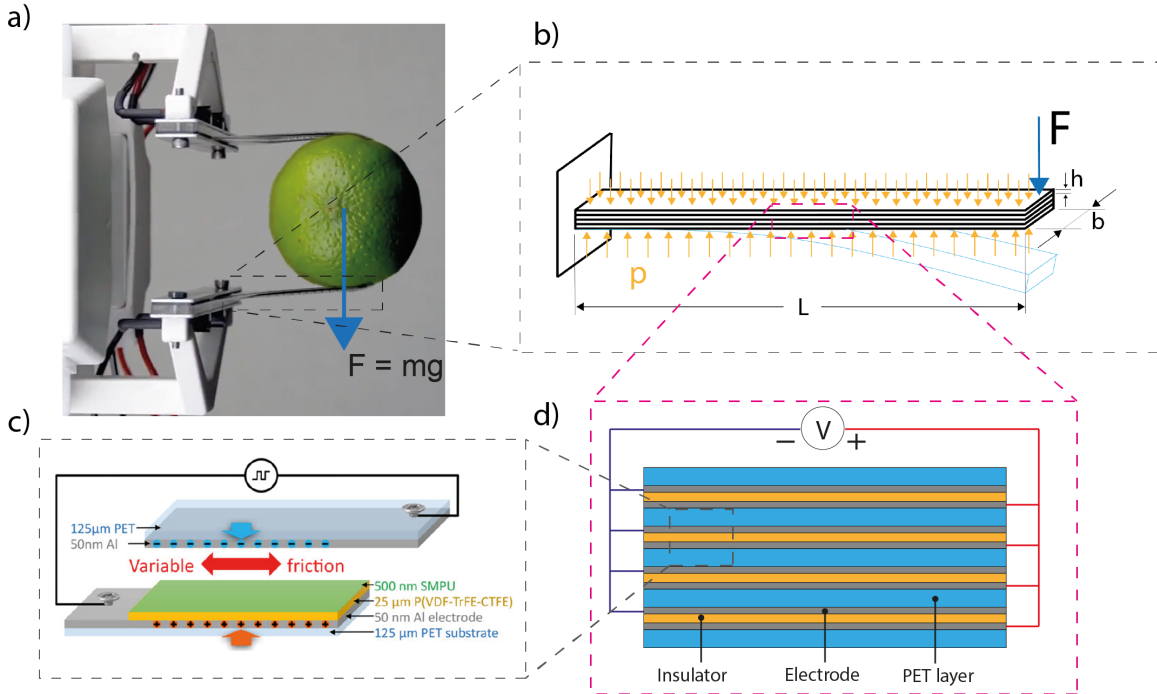 a)
F = mg
b)
F
h
b
p
L
c)
125μm PET
50nm Al
Variable friction
500 nm SMPU
25 μm P(VDF-TrFE-CTFE)
50 nm Al electrode
125 μm PET substrate
d)
− V +
Insulator Electrode PET layer